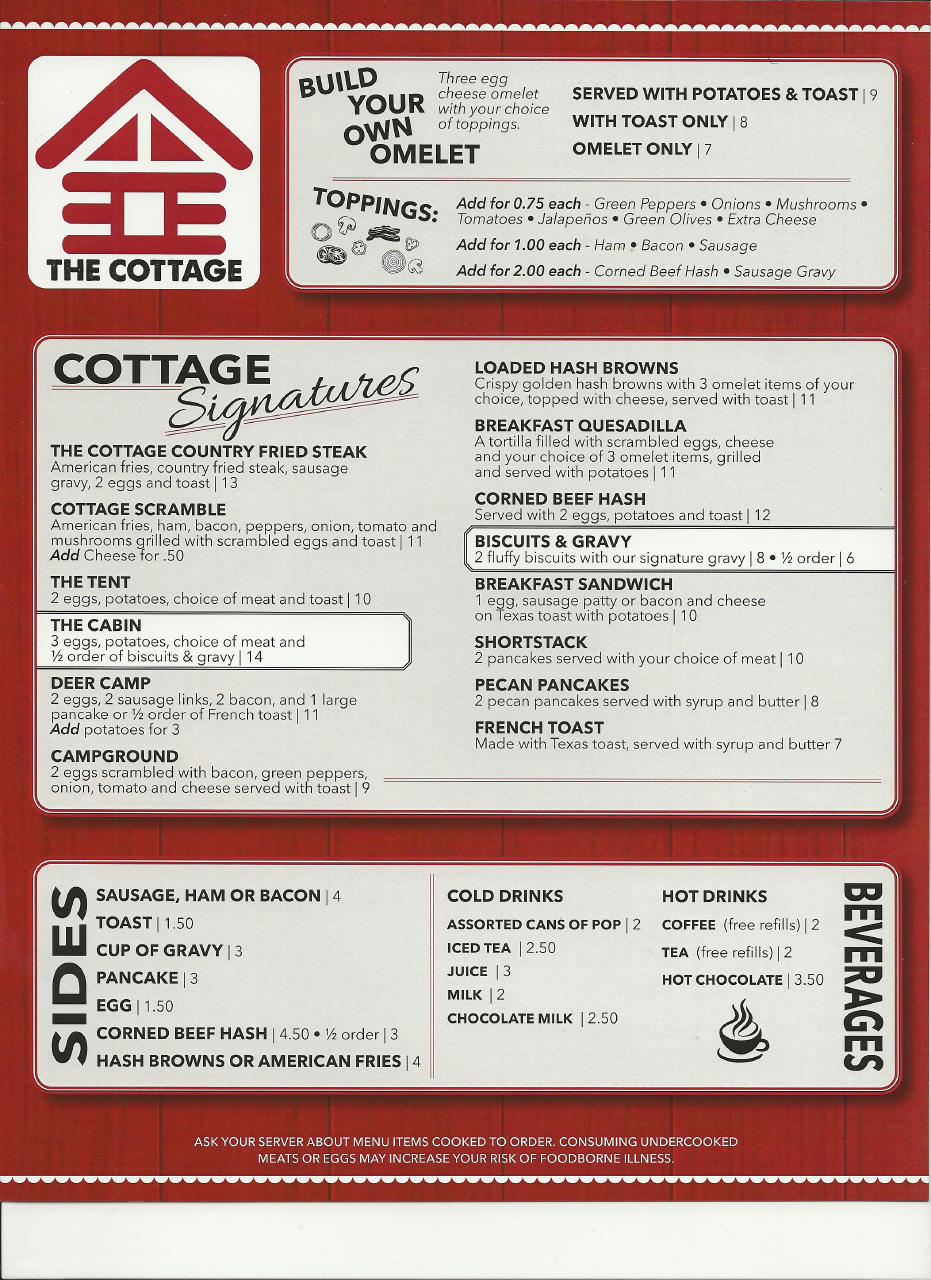 THE COTTAGE
BUILD
YOUR
OWN
OMELET
Three egg
cheese omelet
with your choice
of toppings.
SERVED WITH POTATOES & TOAST | 9
WITH TOAST ONLY | 8
OMELET ONLY | 7
TOPPINGS:
Add for 0.75 each - Green Peppers • Onions • Mushrooms •
Tomatoes • Jalapeños • Green Olives • Extra Cheese
Add for 1.00 each - Ham • Bacon • Sausage
Add for 2.00 each - Corned Beef Hash • Sausage Gravy
COTTAGE
Signatures
THE COTTAGE COUNTRY FRIED STEAK
American fries, country fried steak, sausage
gravy, 2 eggs and toast | 13
COTTAGE SCRAMBLE
American fries, ham, bacon, peppers, onion, tomato and
mushrooms grilled with scrambled eggs and toast | 11
Add Cheese for .50
THE TENT
2 eggs, potatoes, choice of meat and toast | 10
THE CABIN
3 eggs, potatoes, choice of meat and
½ order of biscuits & gravy | 14
DEER CAMP
2 eggs, 2 sausage links, 2 bacon, and 1 large
pancake or ½ order of French toast | 11
Add potatoes for 3
CAMPGROUND
2 eggs scrambled with bacon, green peppers,
onion, tomato and cheese served with toast | 9
LOADED HASH BROWNS
Crispy golden hash browns with 3 omelet items of your
choice, topped with cheese, served with toast | 11
BREAKFAST QUESADILLA
A tortilla filled with scrambled eggs, cheese
and your choice of 3 omelet items, grilled
and served with potatoes | 11
CORNED BEEF HASH
Served with 2 eggs, potatoes and toast | 12
BISCUITS & GRAVY
2 fluffy biscuits with our signature gravy | 8 • ½ order | 6
BREAKFAST SANDWICH
1 egg, sausage patty or bacon and cheese
on Texas toast with potatoes | 10
SHORTSTACK
2 pancakes served with your choice of meat | 10
PECAN PANCAKES
2 pecan pancakes served with syrup and butter | 8
FRENCH TOAST
Made with Texas toast, served with syrup and butter 7
SIDES
SAUSAGE, HAM OR BACON | 4
TOAST | 1.50
CUP OF GRAVY | 3
PANCAKE | 3
EGG | 1.50
CORNED BEEF HASH | 4.50 • ½ order | 3
HASH BROWNS OR AMERICAN FRIES | 4
COLD DRINKS
ASSORTED CANS OF POP | 2
ICED TEA | 2.50
JUICE | 3
MILK | 2
CHOCOLATE MILK | 2.50
HOT DRINKS
COFFEE (free refills) | 2
TEA (free refills) | 2
HOT CHOCOLATE | 3.50
BEVERAGES
ASK YOUR SERVER ABOUT MENU ITEMS COOKED TO ORDER. CONSUMING UNDERCOOKED
MEATS OR EGGS MAY INCREASE YOUR RISK OF FOODBORNE ILLNESS.